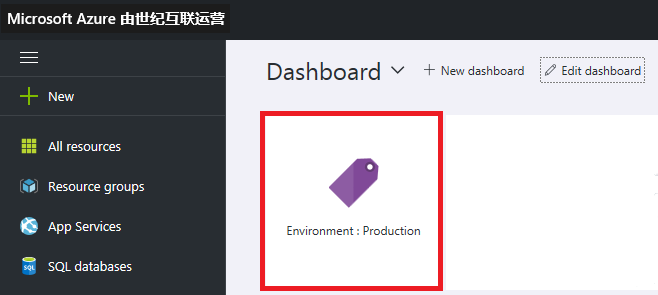 Microsoft Azure 由世纪互联运营
Dashboard
New dashboard
Edit dashboard
New
All resources
Resource groups
App Services
SQL databases
SQL
Environment : Production